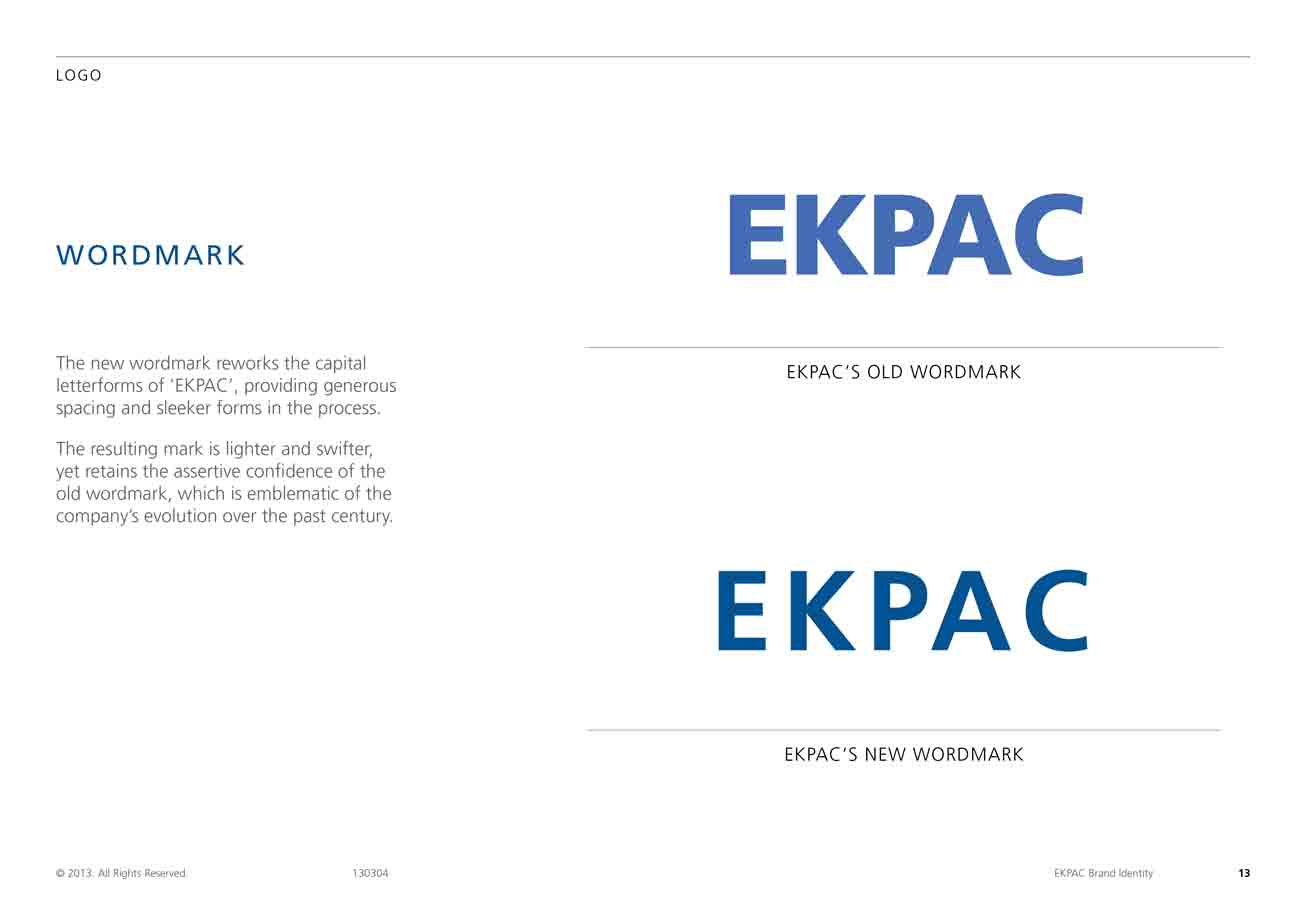 LOGO
WORDMARK
The new wordmark reworks the capital
letterforms of ‘EKPAC’, providing generous
spacing and sleeker forms in the process.
The resulting mark is lighter and swifter,
yet retains the assertive confidence of the
old wordmark, which is emblematic of the
company’s evolution over the past century.
EKPAC
EKPAC’S OLD WORDMARK
EKPAC
EKPAC’S NEW WORDMARK
© 2013. All Rights Reserved. 130304 EKPAC Brand Identity 13